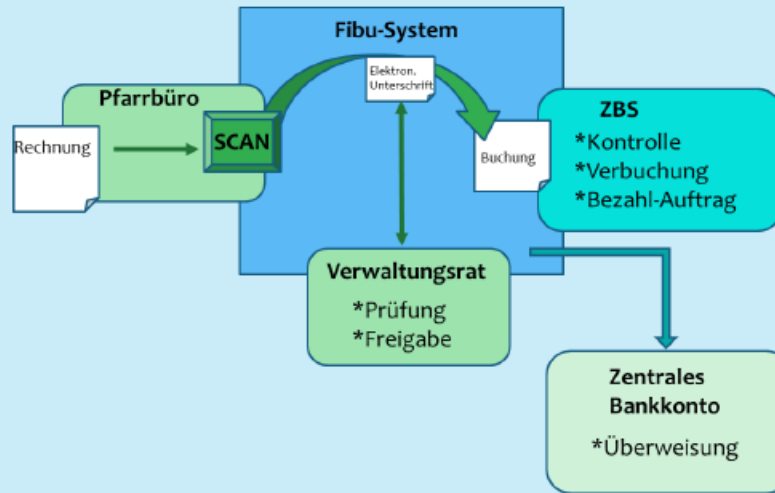 Fibu-System
Elektron.
Unterschrift
Pfarrbüro
Rechnung
SCAN
Buchung
ZBS
*Kontrolle
*Verbuchung
*Bezahl-Auftrag
Verwaltungsrat
*Prüfung
*Freigabe
Zentrales
Bankkonto
*Überweisung